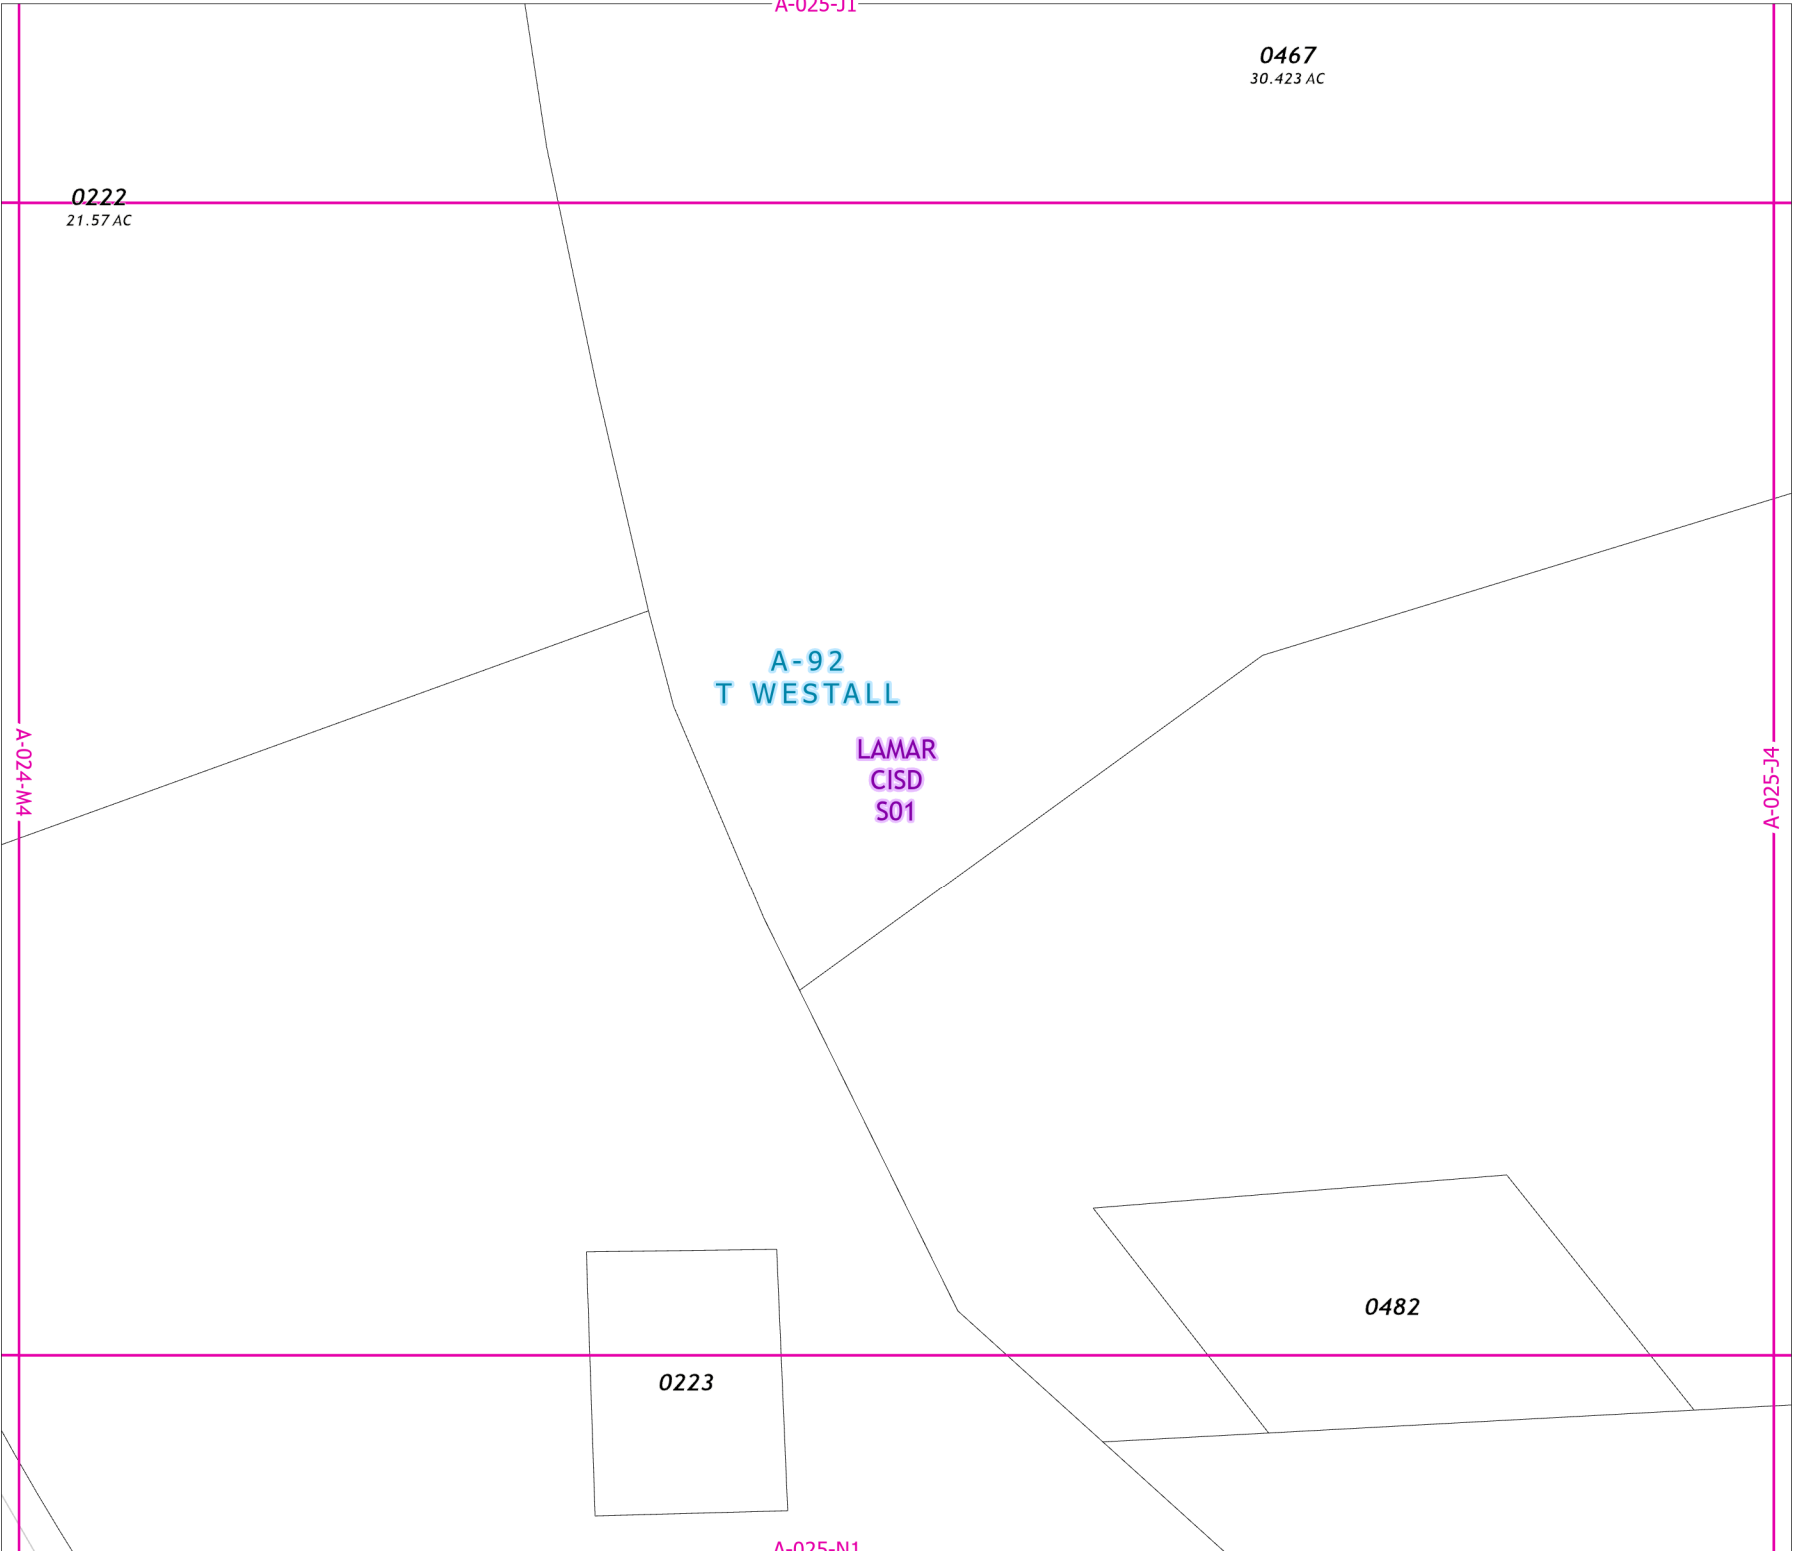 A-025-J1
0467
30.423 AC
0222
21.57 AC
A-92
T WESTALL
LAMAR
CISD
S01
A-024-M4
A-025-J4
0482
0223
A-025-N1